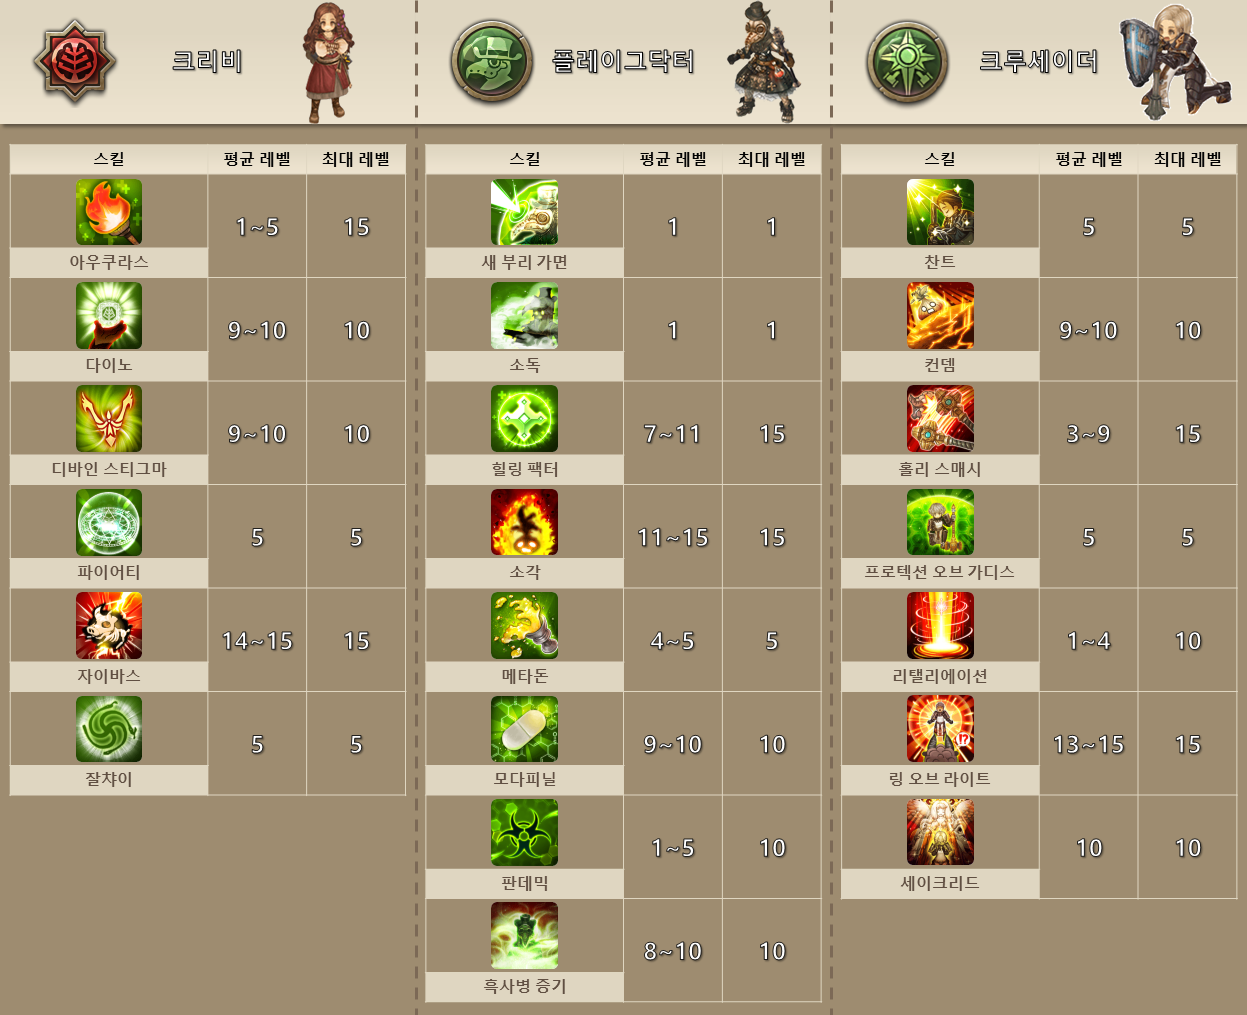 크리비
스킬 평균 레벨 최대 레벨
아우쿠라스 1~5 15
다이노 9~10 10
디바인 스티그마 9~10 10
파이어티 5 5
자이바스 14~15 15
잘챠이 5 5
플레이그닥터
스킬 평균 레벨 최대 레벨
새 부리 가면 1 1
소독 1 1
힐링 팩터 7~11 15
소각 11~15 15
메타돈 4~5 5
모다피닐 9~10 10
판데믹 1~5 10
흑사병 증기 8~10 10
크루세이더
스킬 평균 레벨 최대 레벨
찬트 5 5
컨뎀 9~10 10
홀리 스매시 3~9 15
프로텍션 오브 가디스 5 5
리탤리에이션 1~4 10
!?
링 오브 라이트 13~15 15
세이크리드 10 10